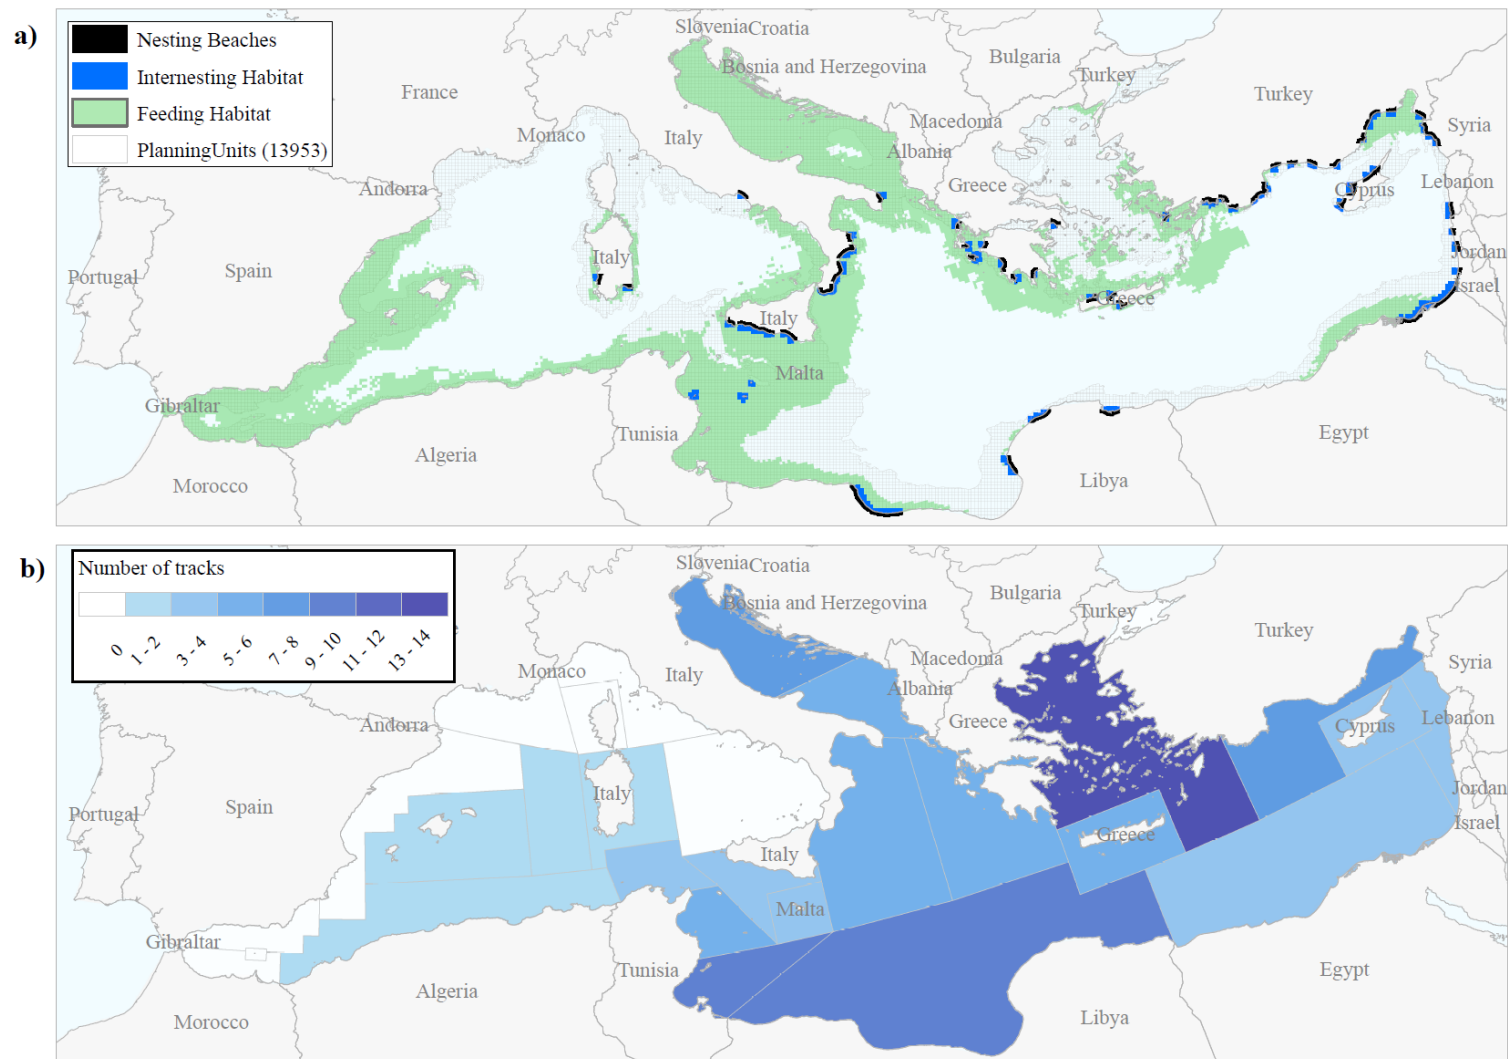 a)
Nesting Beaches
Internesting Habitat
Feeding Habitat
PlanningUnits (13953)
Slovenia
Croatia
Bosnia and Herzegovina
Bulgaria
Turkey
France
Turkey
Macedonia
Monaco
Italy
Syria
Albania
Andorra
Greece
Cyprus
Lebanon
Portugal
Spain
Italy
Jordan
Israel
Greece
Italy
Malta
Gibraltar
Tunisia
Egypt
Algeria
Libya
Morocco
b)
Number of tracks
0
1 - 2
3 - 4
5 - 6
7 - 8
9 - 10
11 - 12
13 - 14
Slovenia
Croatia
Bosnia and Herzegovina
Bulgaria
Turkey
Turkey
Macedonia
Monaco
Italy
Syria
Albania
Andorra
Greece
Cyprus
Lebanon
Portugal
Spain
Italy
Jordan
Israel
Greece
Italy
Malta
Gibraltar
Tunisia
Egypt
Algeria
Libya
Morocco